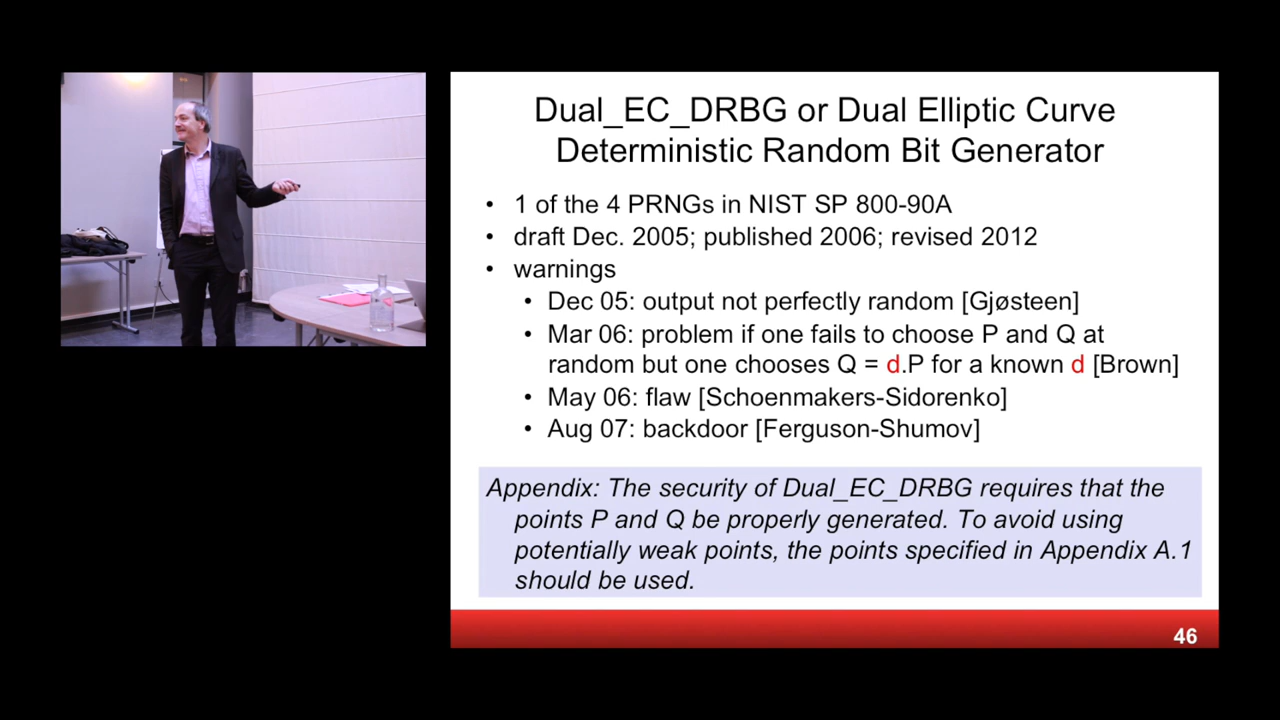 Dual_EC_DRBG or Dual Elliptic Curve
Deterministic Random Bit Generator
• 1 of the 4 PRNGs in NIST SP 800-90A
• draft Dec. 2005; published 2006; revised 2012
• warnings
• Dec 05: output not perfectly random [Gjøsteen]
• Mar 06: problem if one fails to choose P and Q at
random but one chooses Q = d.P for a known d [Brown]
• May 06: flaw [Schoenmakers-Sidorenko]
• Aug 07: backdoor [Ferguson-Shumov]
Appendix: The security of Dual_EC_DRBG requires that the
points P and Q be properly generated. To avoid using
potentially weak points, the points specified in Appendix A.1
should be used.
46